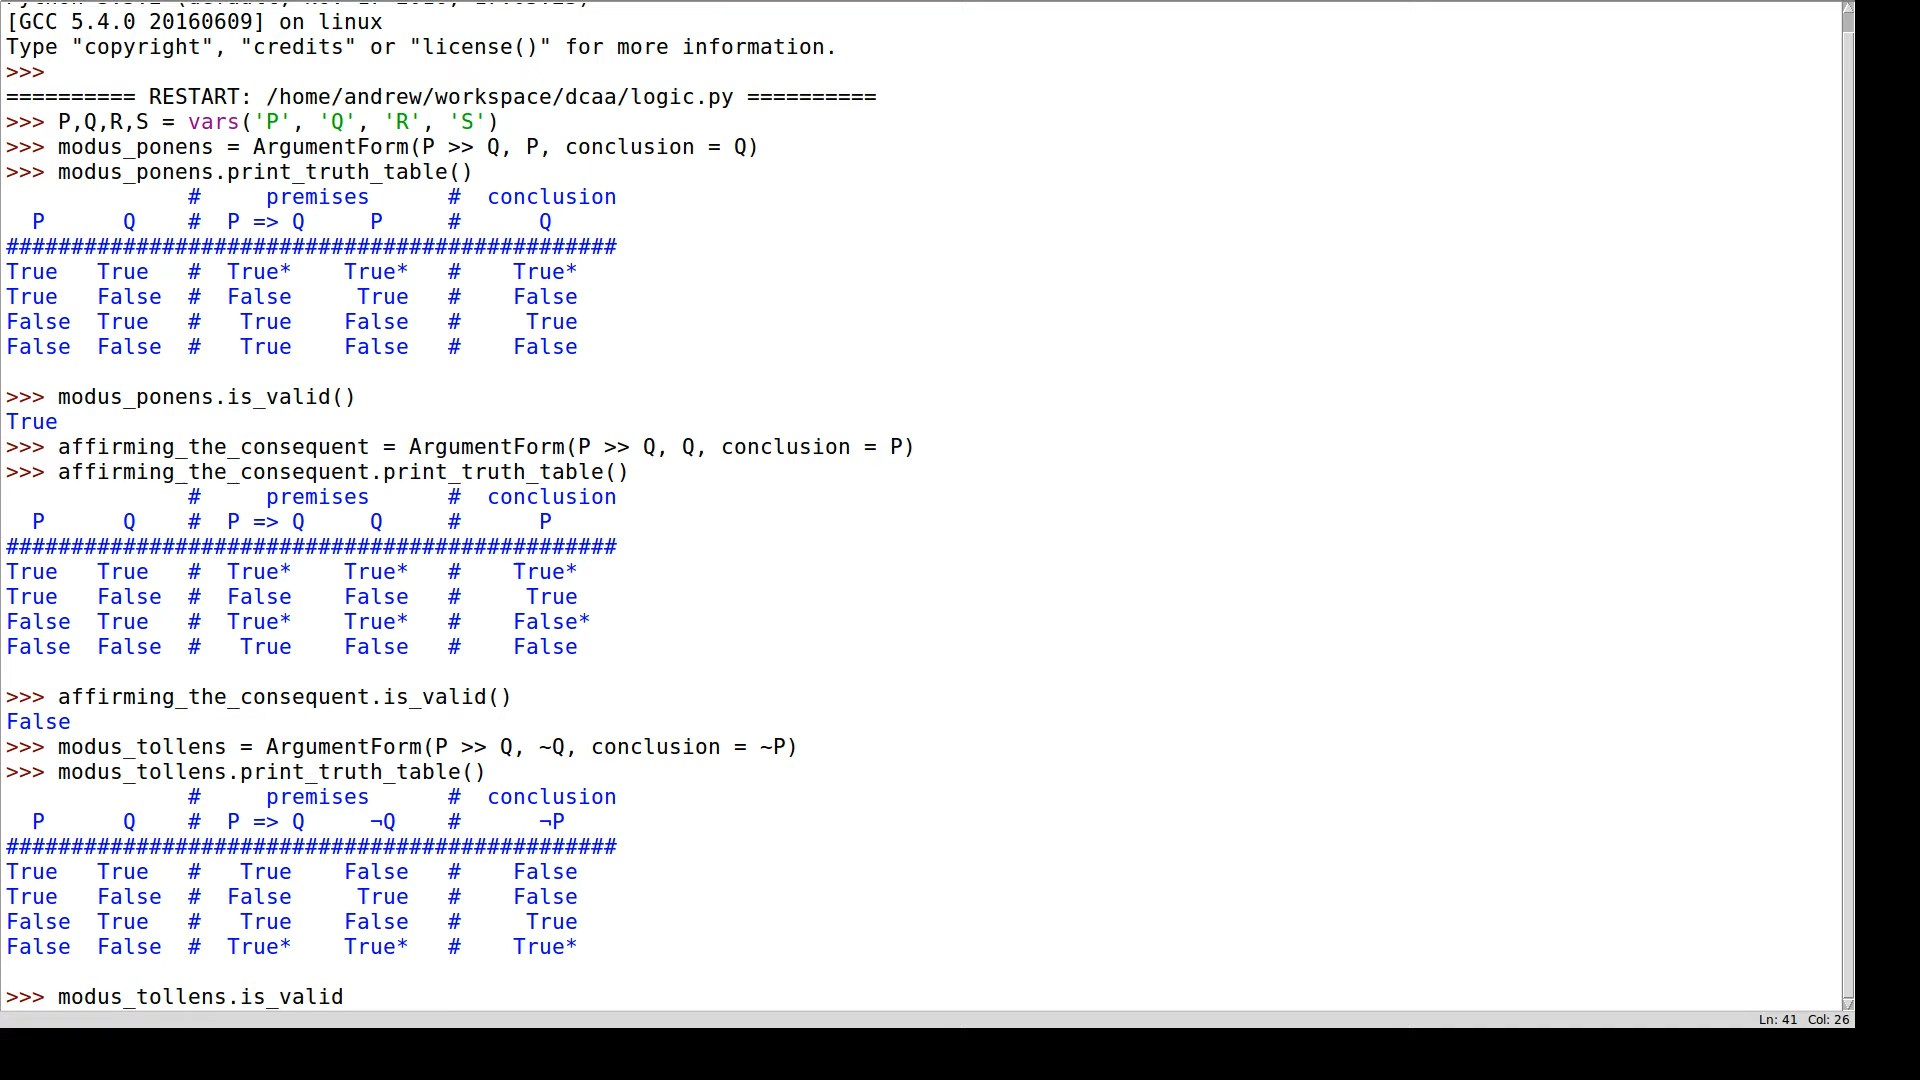 [GCC 5.4.0 20160609] on linux
Type "copyright", "credits" or "license()" for more information.
>>>
========== RESTART: /home/andrew/workspace/dcaa/logic.py ==========
>>> P,Q,R,S = vars('P', 'Q', 'R', 'S')
>>> modus_ponens = ArgumentForm(P >> Q, P, conclusion = Q)
>>> modus_ponens.print_truth_table()
              #     premises      #  conclusion
  P      Q    #  P => Q     P     #      Q
###############################################
True   True   #  True*    True*   #    True*
True   False  #  False     True   #    False
False  True   #   True    False   #     True
False  False  #   True    False   #    False

>>> modus_ponens.is_valid()
True
>>> affirming_the_consequent = ArgumentForm(P >> Q, Q, conclusion = P)
>>> affirming_the_consequent.print_truth_table()
              #     premises      #  conclusion
  P      Q    #  P => Q     Q     #      P
###############################################
True   True   #  True*    True*   #    True*
True   False  #  False    False   #     True
False  True   #  True*    True*   #    False*
False  False  #   True    False   #    False

>>> affirming_the_consequent.is_valid()
False
>>> modus_tollens = ArgumentForm(P >> Q, ~Q, conclusion = ~P)
>>> modus_tollens.print_truth_table()
              #     premises      #  conclusion
  P      Q    #  P => Q     ¬Q    #      ¬P
###############################################
True   True   #   True    False   #    False
True   False  #  False     True   #    False
False  True   #   True    False   #     True
False  False  #  True*    True*   #    True*

>>> modus_tollens.is_valid
Ln: 41 Col: 26